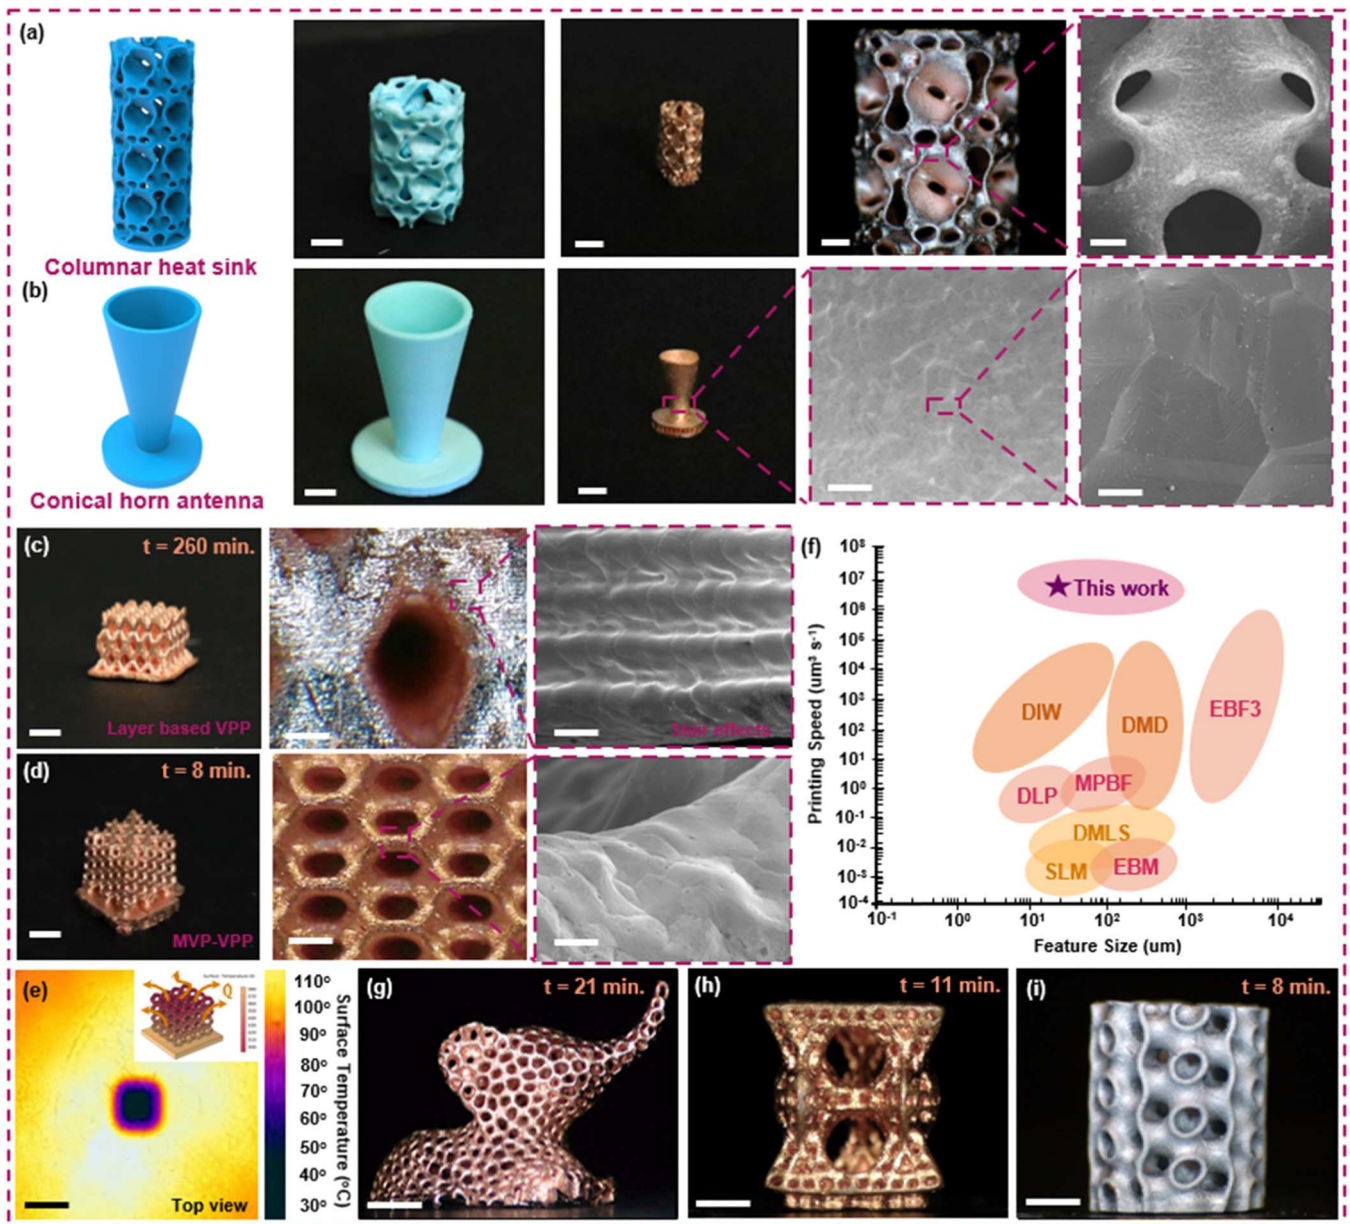 (a)
Columnar heat sink
(b)
Conical horn antenna
(c)
t = 260 min.
Layer based VPP
Stair effects
(d)
t = 8 min.
MVP-VPP
(f)
Printing Speed (um³ s⁻¹)
10⁸
10⁷
10⁶
10⁵
10⁴
10³
10²
10¹
10⁰
10⁻¹
10⁻²
10⁻³
10⁻⁴
This work
DIW
DMD
EBF3
DLP
MPBF
DMLS
SLM
EBM
10⁻¹ 10⁰ 10¹ 10² 10³ 10⁴
Feature Size (um)
(e)
Q
Top view
110°
100°
90°
80°
70°
60°
50°
40°
30°
Surface Temperature (°C)
(g)
t = 21 min.
(h)
t = 11 min.
(i)
t = 8 min.